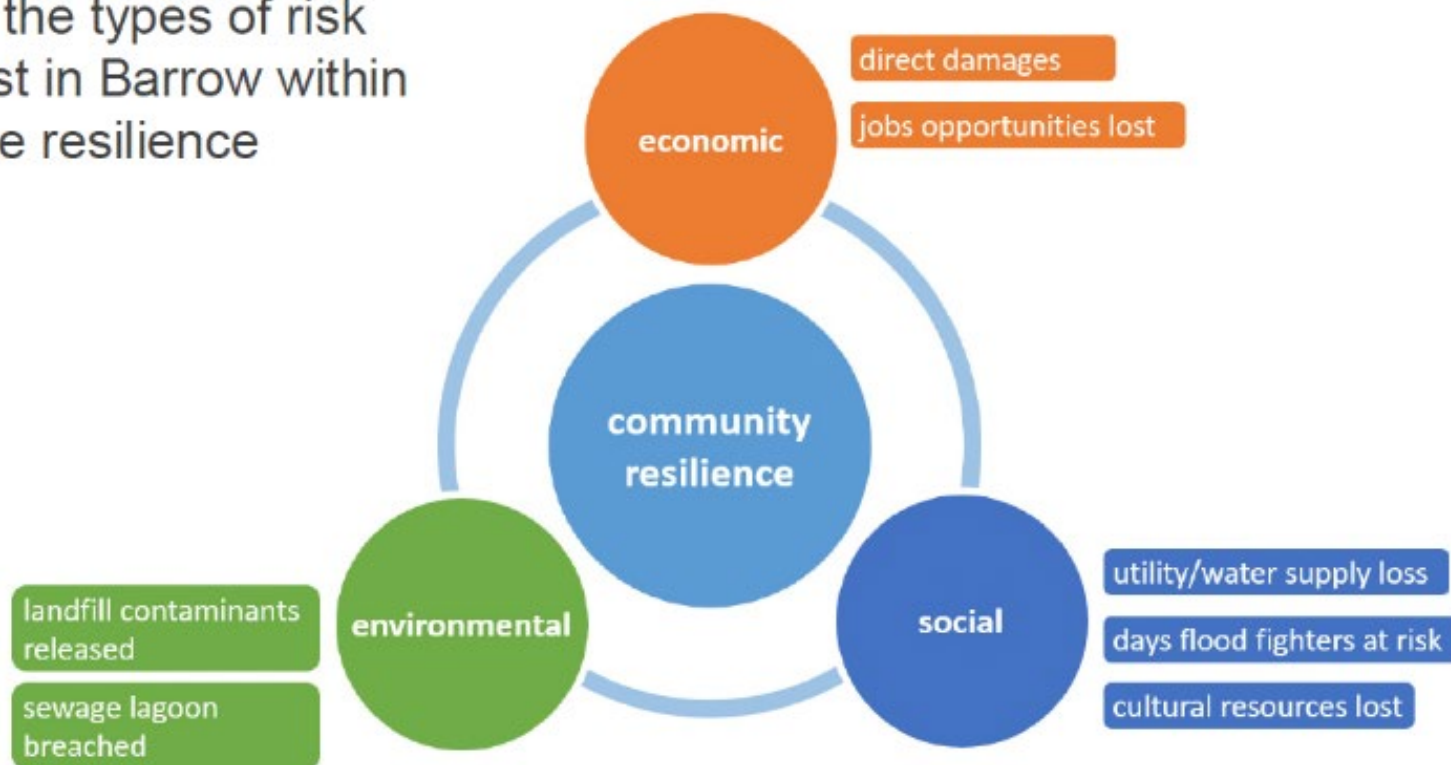 the types of risk
st in Barrow within
e resilience
economic
direct damages
jobs opportunities lost
community
resilience
environmental
landfill contaminants
released
sewage lagoon
breached
social
utility/water supply loss
days flood fighters at risk
cultural resources lost